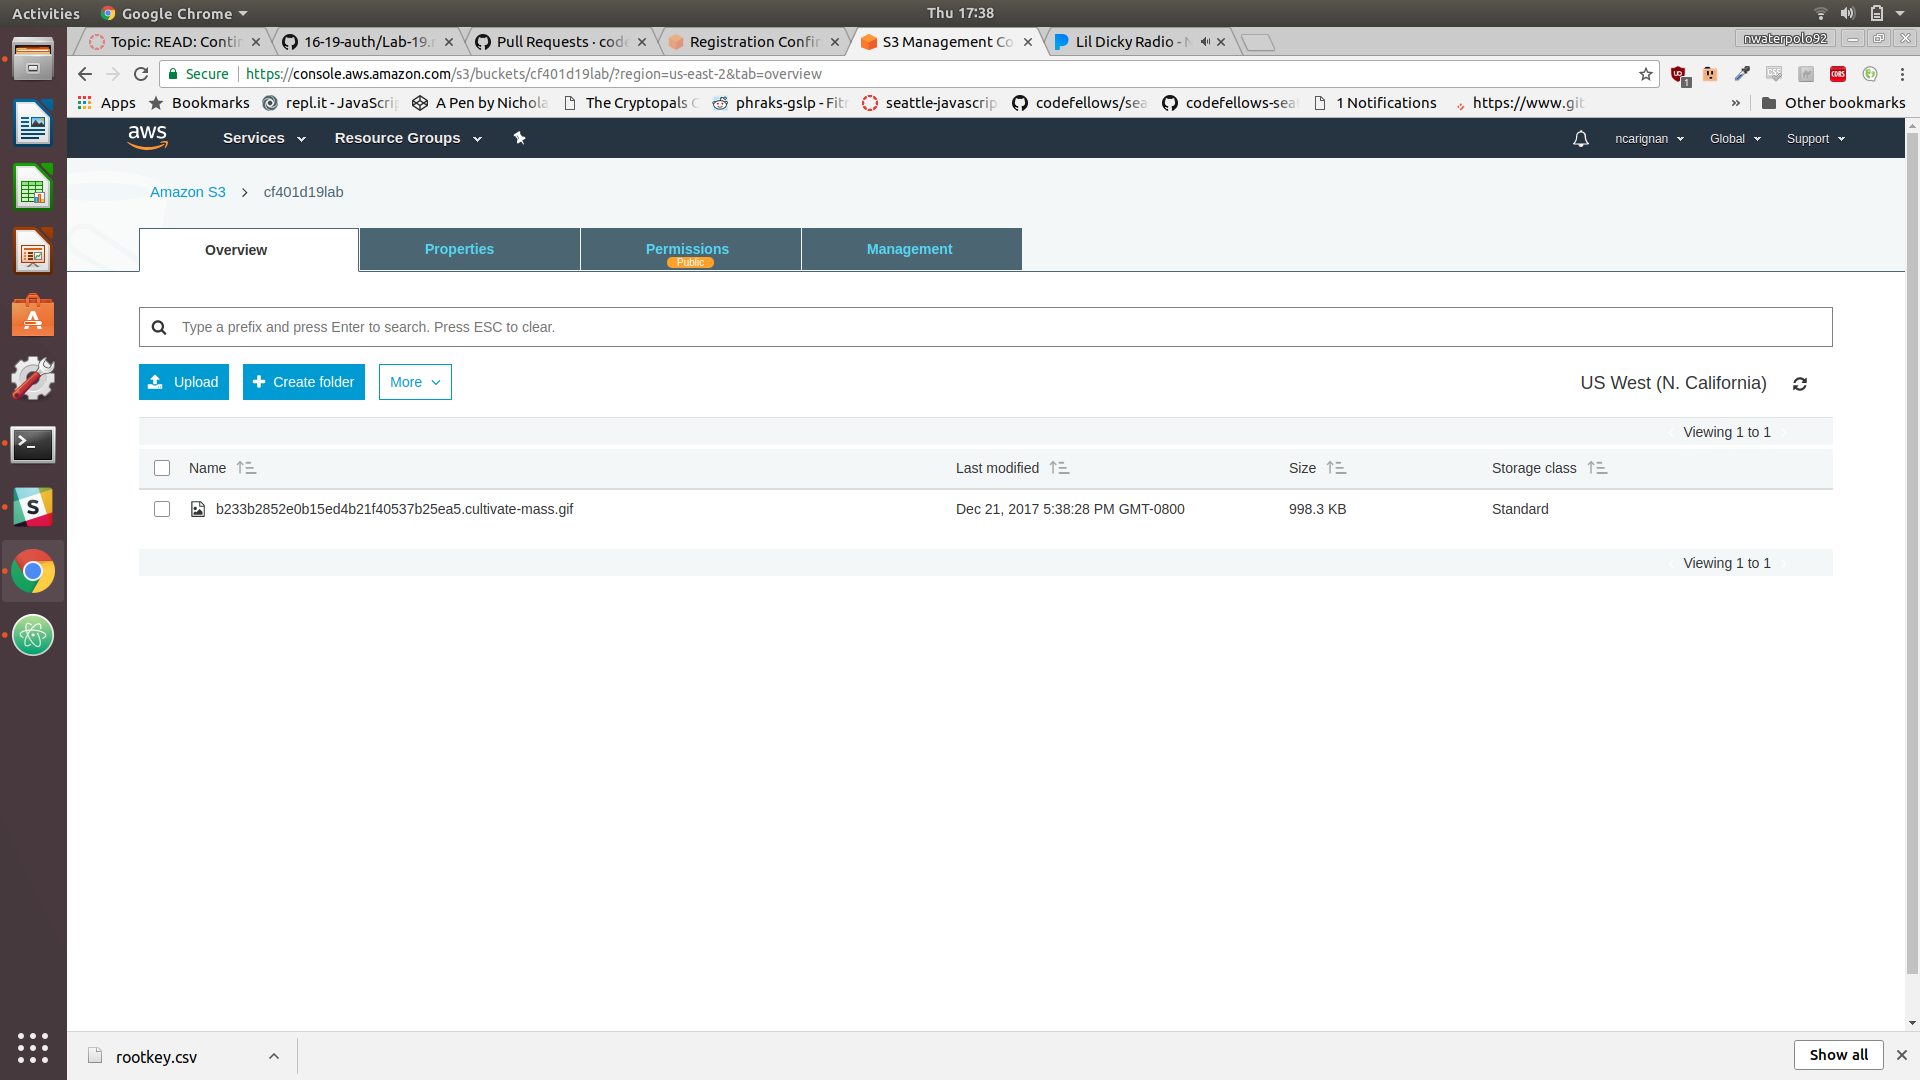 Activities Google Chrome Thu 17:38
Topic: READ: Contin 16-19-auth/Lab-19.r Pull Requests · code Registration Confir S3 Management Co Lil Dicky Radio - N nwaterpolo92
Secure https://console.aws.amazon.com/s3/buckets/cf401d19lab/?region=us-east-2&tab=overview
Apps Bookmarks repl.it - JavaScrip A Pen by Nichola The Cryptopals C phraks-gslp - Fitn seattle-javascrip codefellows/sea codefellows-sea 1 Notifications https://www.git » Other bookmarks
aws Services Resource Groups ncarignan Global Support
Amazon S3 cf401d19lab
Overview Properties Permissions Management
Public
Type a prefix and press Enter to search. Press ESC to clear.
Upload Create folder More US West (N. California)
Viewing 1 to 1
Name Last modified Size Storage class
b233b2852e0b15ed4b21f40537b25ea5.cultivate-mass.gif Dec 21, 2017 5:38:28 PM GMT-0800 998.3 KB Standard
Viewing 1 to 1
rootkey.csv Show all